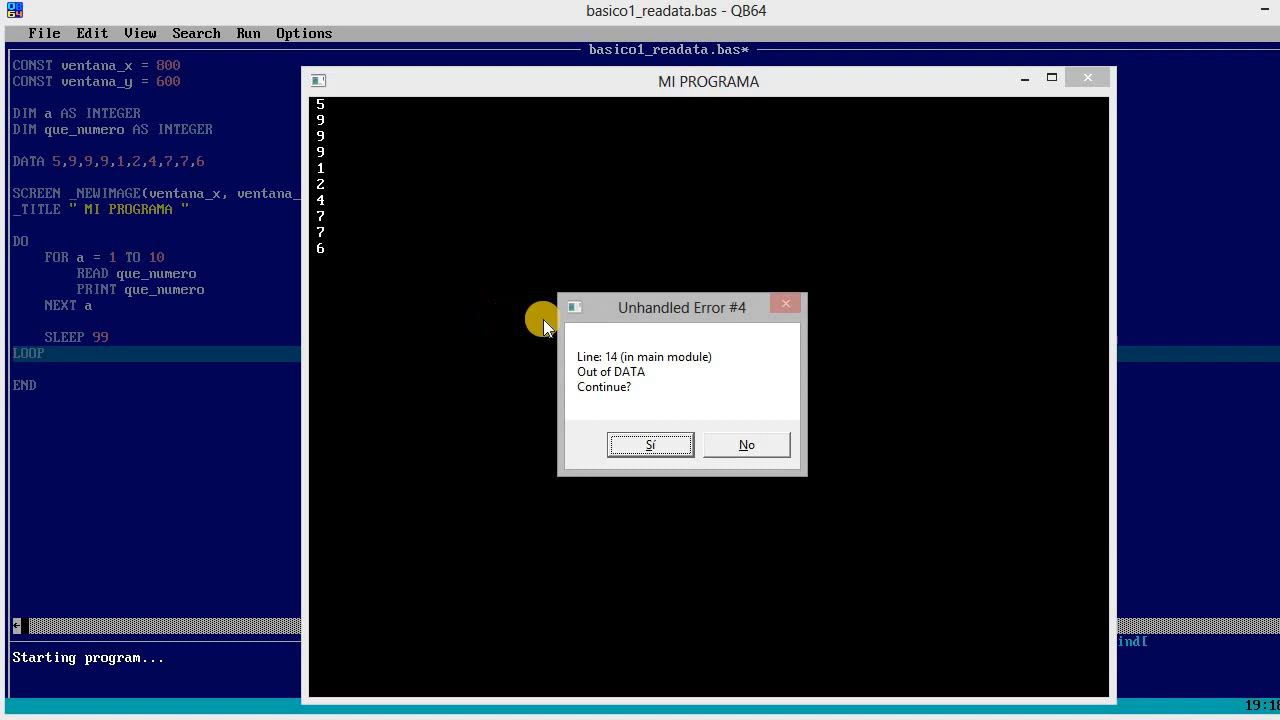 basico1_readata.bas - QB64
File Edit View Search Run Options
basico1_readata.bas*
CONST ventana_x = 800
CONST ventana_y = 600
DIM a AS INTEGER
DIM que_numero AS INTEGER
DATA 5,9,9,9,1,2,4,7,7,6
SCREEN _NEWIMAGE(ventana_x, ventana_
_TITLE " MI PROGRAMA "
DO
FOR a = 1 TO 10
READ que_numero
PRINT que_numero
NEXT a
SLEEP 99
LOOP
END
Starting program...
MI PROGRAMA
5
9
9
9
1
2
4
7
7
6
Unhandled Error #4
Line: 14 (in main module)
Out of DATA
Continue?
Sí No